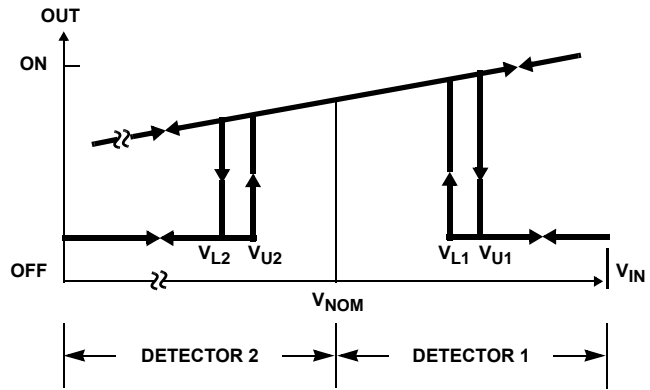 OUT
ON
V_L2
V_U2
V_L1
V_U1
OFF
V_IN
V_NOM
DETECTOR 2
DETECTOR 1